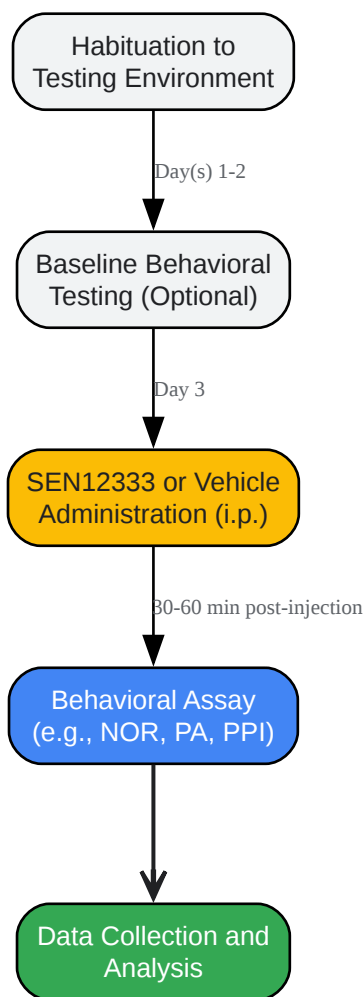 Habituation to
Testing Environment
Day(s) 1-2
Baseline Behavioral
Testing (Optional)
Day 3
SEN12333 or Vehicle
Administration (i.p.)
30-60 min post-injection
Behavioral Assay
(e.g., NOR, PA, PPI)
Data Collection and
Analysis